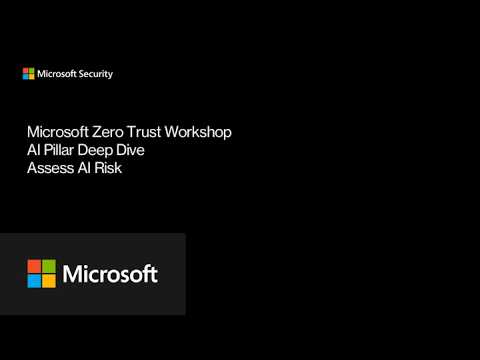 Microsoft Security
Microsoft Zero Trust Workshop
AI Pillar Deep Dive
Assess AI Risk
Microsoft